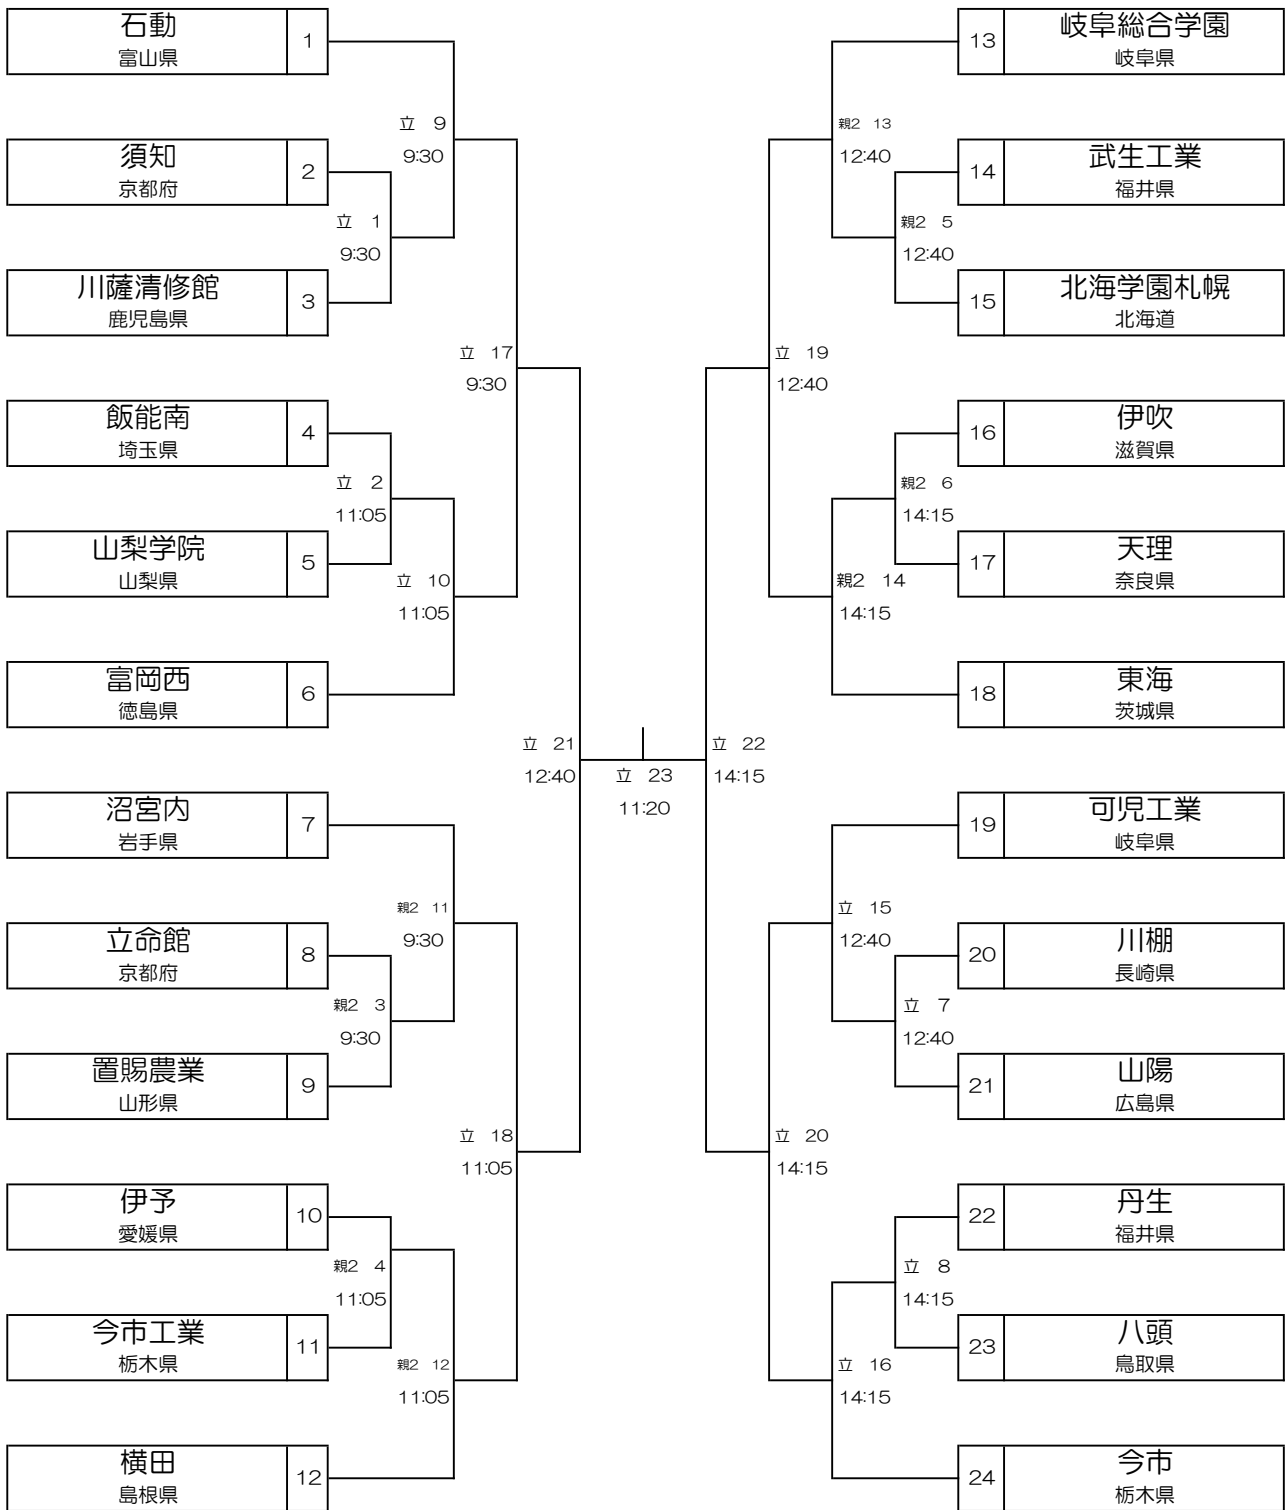 石動
富山県
1
須知
京都府
2
川薩清修館
鹿児島県
3
飯能南
埼玉県
4
山梨学院
山梨県
5
富岡西
徳島県
6
沼宮内
岩手県
7
立命館
京都府
8
置賜農業
山形県
9
伊予
愛媛県
10
今市工業
栃木県
11
横田
島根県
12
立 1
9:30
立 2
11:05
親2 3
9:30
親2 4
11:05
立 9
9:30
立 10
11:05
親2 11
9:30
親2 12
11:05
立 17
9:30
立 18
11:05
立 21
12:40
立 23
11:20
立 22
14:15
立 19
12:40
立 20
14:15
親2 13
12:40
親2 14
14:15
立 15
12:40
立 16
14:15
親2 5
12:40
親2 6
14:15
立 7
12:40
立 8
14:15
13
岐阜総合学園
岐阜県
14
武生工業
福井県
15
北海学園札幌
北海道
16
伊吹
滋賀県
17
天理
奈良県
18
東海
茨城県
19
可児工業
岐阜県
20
川棚
長崎県
21
山陽
広島県
22
丹生
福井県
23
八頭
鳥取県
24
今市
栃木県